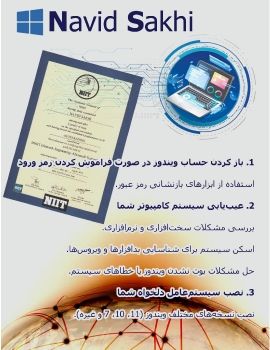 Navid Sakhi
NIIT
1. باز کردن حساب ویندوز در صورت فراموش کردن رمز ورود
استفاده از ابزارهای بازنشانی رمز عبور.
2. عیب‌یابی سیستم کامپیوتر شما
بررسی مشکلات سخت‌افزاری و نرم‌افزاری.
اسکن سیستم برای شناسایی بدافزارها و ویروس‌ها.
حل مشکلات بوت نشدن ویندوز یا خطاهای سیستم.
3. نصب سیستم‌عامل دلخواه شما
نصب نسخه‌های مختلف ویندوز (11، 10، 7 و غیره).
NIIT